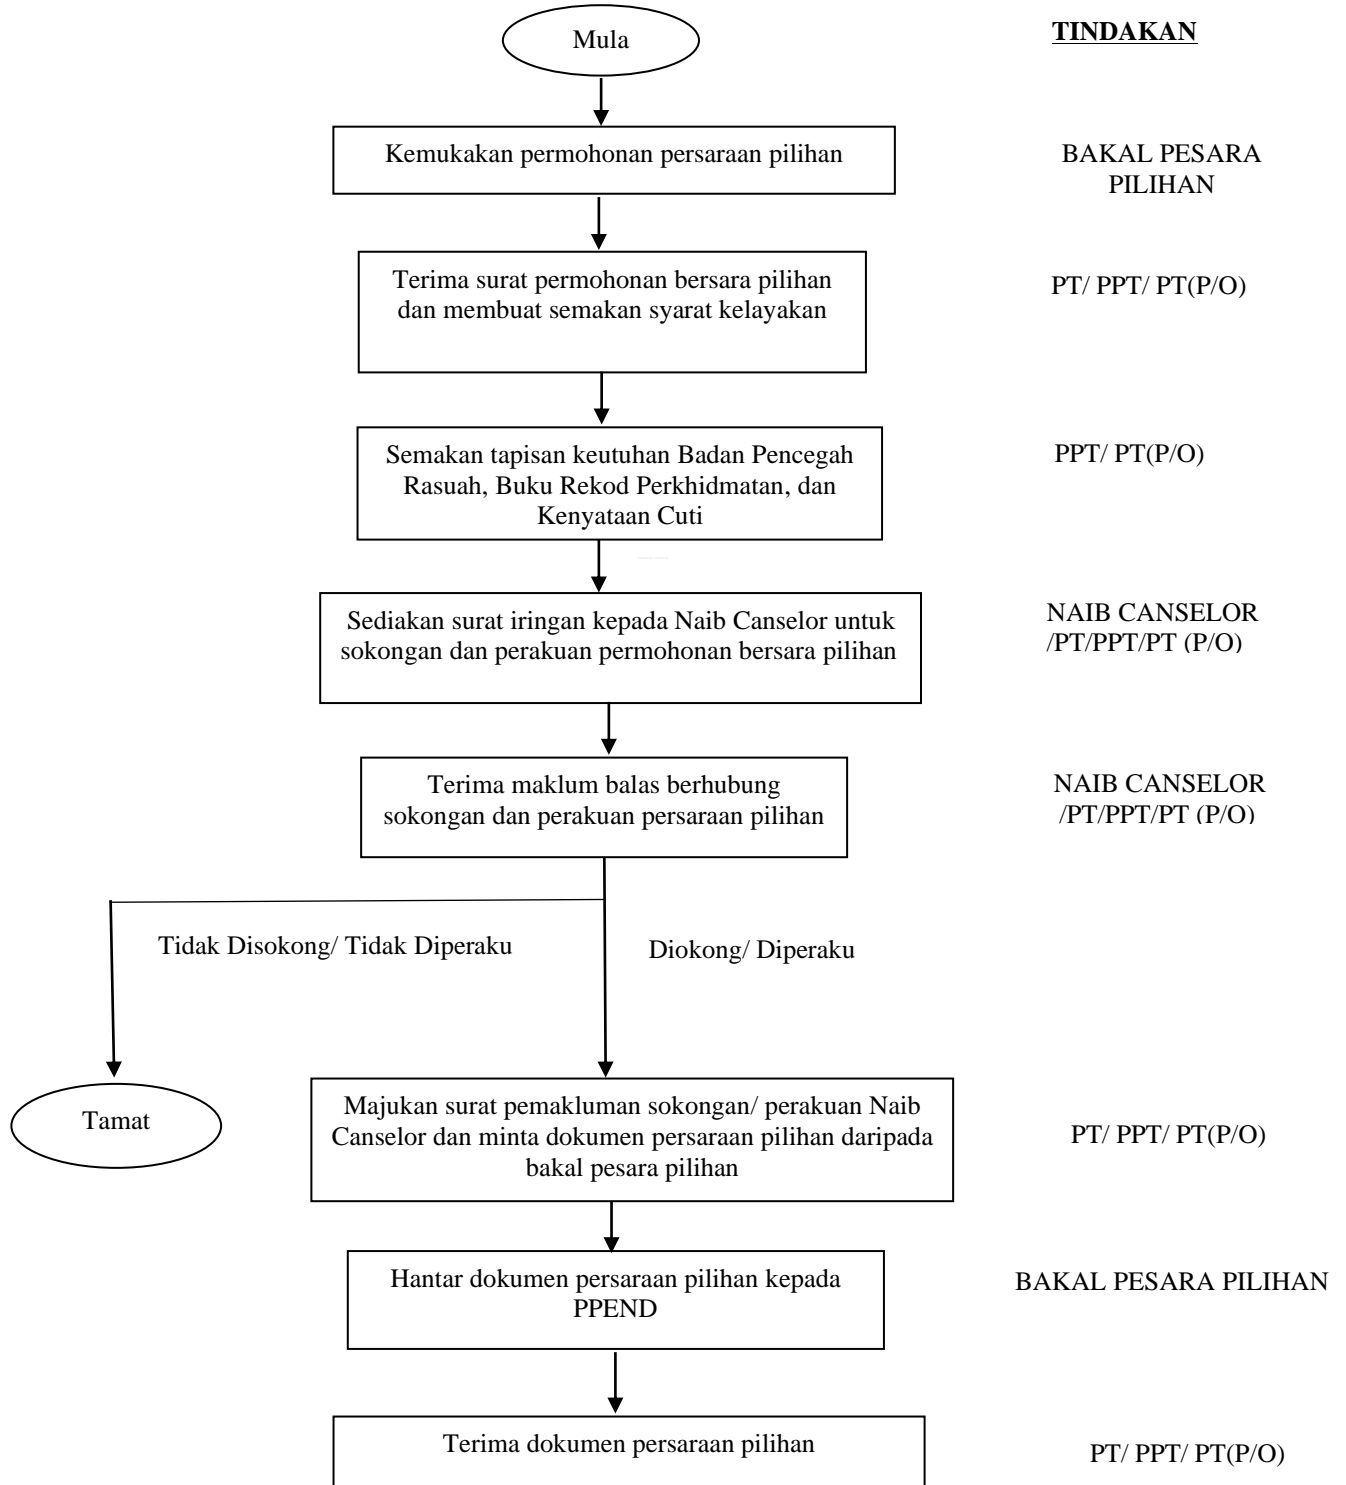 Mula
TINDAKAN
Kemukakan permohonan persaraan pilihan
BAKAL PESARA
PILIHAN
Terima surat permohonan bersara pilihan
dan membuat semakan syarat kelayakan
PT/ PPT/ PT(P/O)
Semakan tapisan keutuhan Badan Pencegah
Rasuah, Buku Rekod Perkhidmatan, dan
Kenyataan Cuti
PPT/ PT(P/O)
Sediakan surat iringan kepada Naib Canselor untuk
sokongan dan perakuan permohonan bersara pilihan
NAIB CANSELOR
/PT/PPT/PT (P/O)
Terima maklum balas berhubung
sokongan dan perakuan persaraan pilihan
NAIB CANSELOR
/PT/PPT/PT (P/O)
Tidak Disokong/ Tidak Diperaku
Diokong/ Diperaku
Tamat
Majukan surat pemakluman sokongan/ perakuan Naib
Canselor dan minta dokumen persaraan pilihan daripada
bakal pesara pilihan
PT/ PPT/ PT(P/O)
Hantar dokumen persaraan pilihan kepada
PPEND
BAKAL PESARA PILIHAN
Terima dokumen persaraan pilihan
PT/ PPT/ PT(P/O)